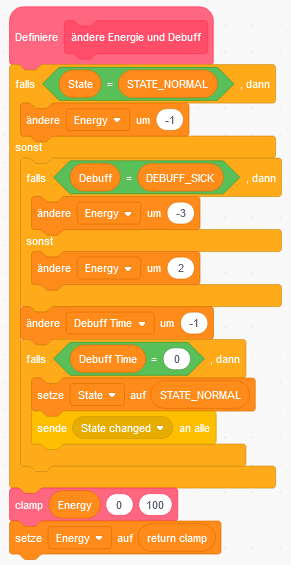 Definiere ändere Energie und Debuff
falls State = STATE_NORMAL , dann
ändere Energy um -1
sonst
falls Debuff = DEBUFF_SICK , dann
ändere Energy um -3
sonst
ändere Energy um 2
ändere Debuff Time um -1
falls Debuff Time = 0 , dann
setze State auf STATE_NORMAL
sende State changed an alle
clamp Energy 0 100
setze Energy auf return clamp